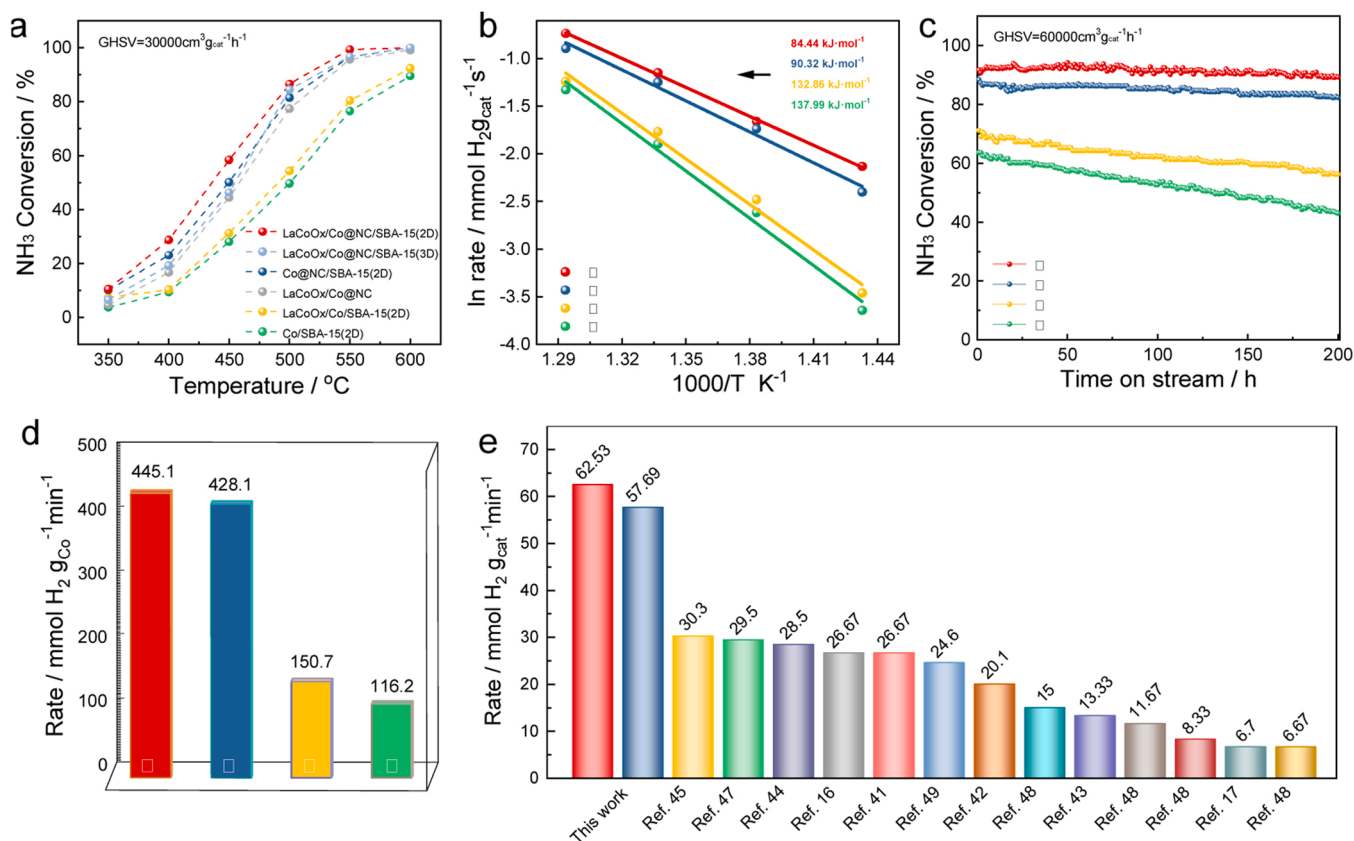 a
GHSV=30000cm³gcat⁻¹h⁻¹
NH₃ Conversion / %
100
80
60
40
20
0
LaCoOx/Co@NC/SBA-15(2D)
LaCoOx/Co@NC/SBA-15(3D)
Co@NC/SBA-15(2D)
LaCoOx/Co@NC
LaCoOx/Co/SBA-15(2D)
Co/SBA-15(2D)
350 400 450 500 550 600
Temperature / ºC
b
84.44 kJ·mol⁻¹
90.32 kJ·mol⁻¹
132.86 kJ·mol⁻¹
137.99 kJ·mol⁻¹
ln rate / mmol H₂gcat⁻¹s⁻¹
-0.5
-1.0
-1.5
-2.0
-2.5
-3.0
-3.5
-4.0
1.29 1.32 1.35 1.38 1.41 1.44
1000/T K⁻¹
c
GHSV=60000cm³gcat⁻¹h⁻¹
NH₃ Conversion / %
100
80
60
40
20
0
0 50 100 150 200
Time on stream / h
d
Rate / mmol H₂ gCo⁻¹min⁻¹
500
400
300
200
100
0
445.1
428.1
150.7
116.2
e
Rate / mmol H₂ gcat⁻¹min⁻¹
70
60
50
40
30
20
10
0
62.53
57.69
30.3
29.5
28.5
26.67
26.67
24.6
20.1
15
13.33
11.67
8.33
6.7
6.67
This work
Ref. 45
Ref. 47
Ref. 44
Ref. 16
Ref. 41
Ref. 49
Ref. 42
Ref. 48
Ref. 43
Ref. 48
Ref. 48
Ref. 17
Ref. 48